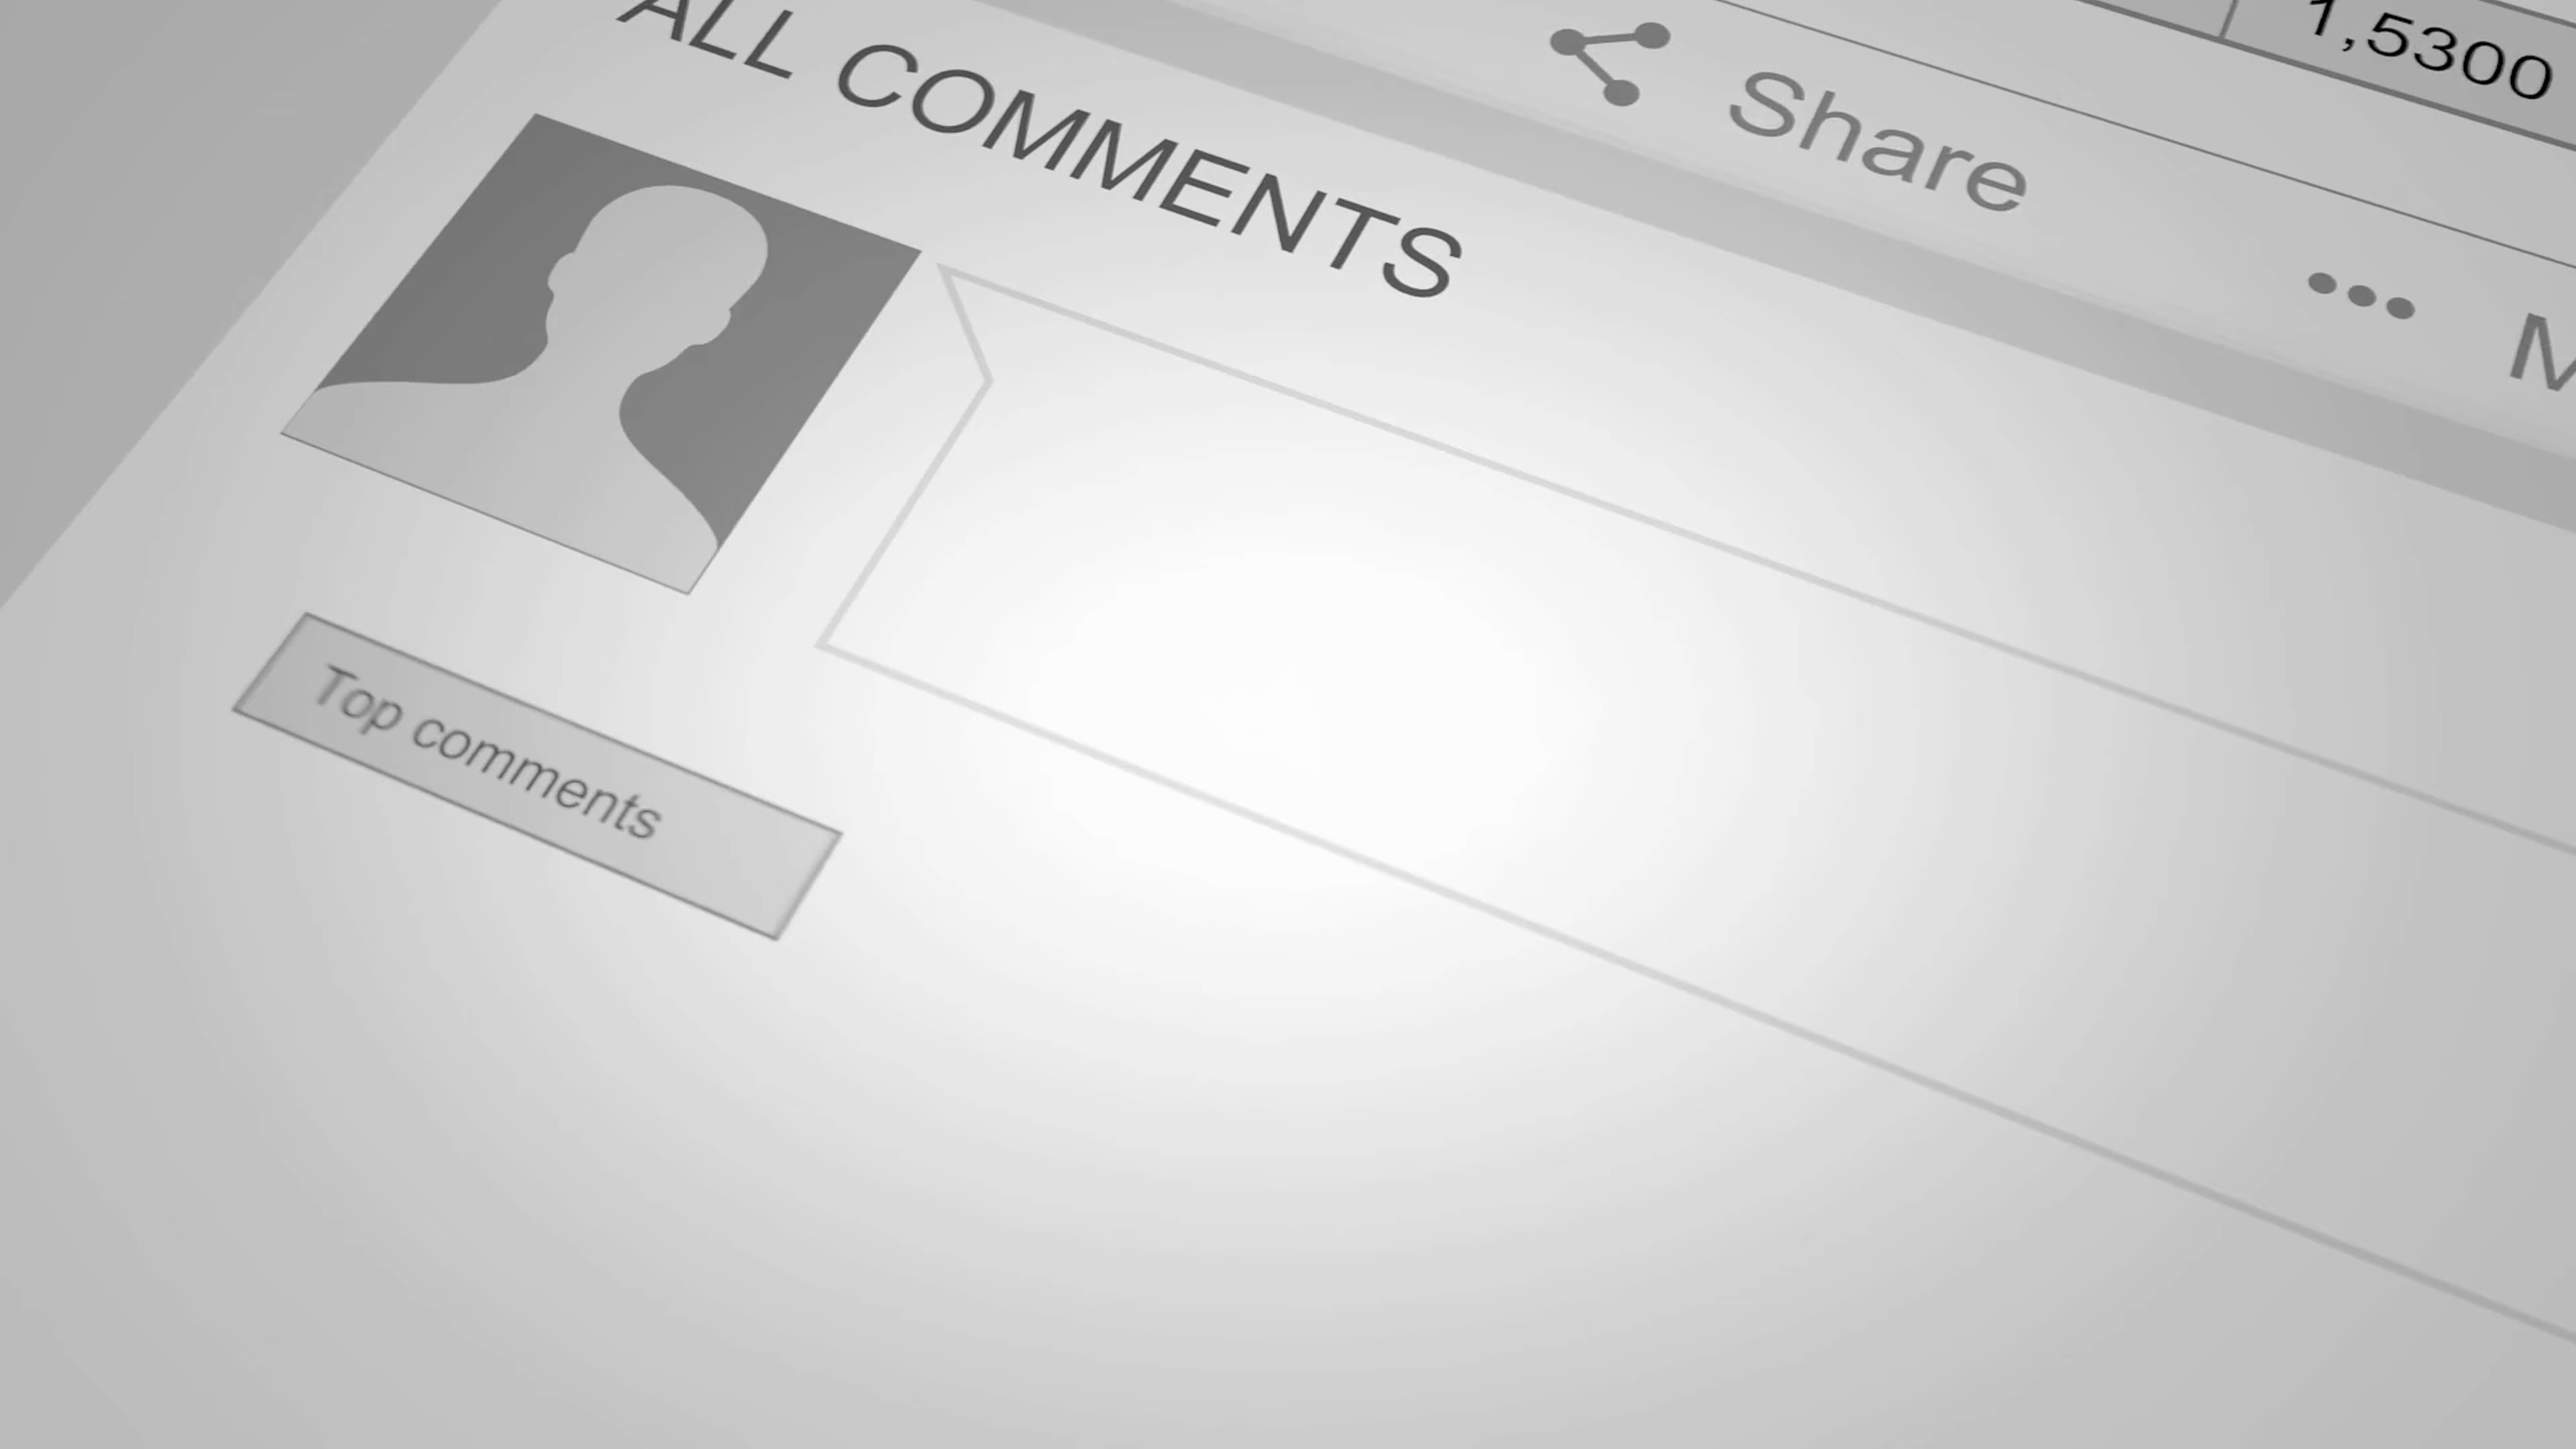 1,5300
Share
••• M
ALL COMMENTS
Top comments